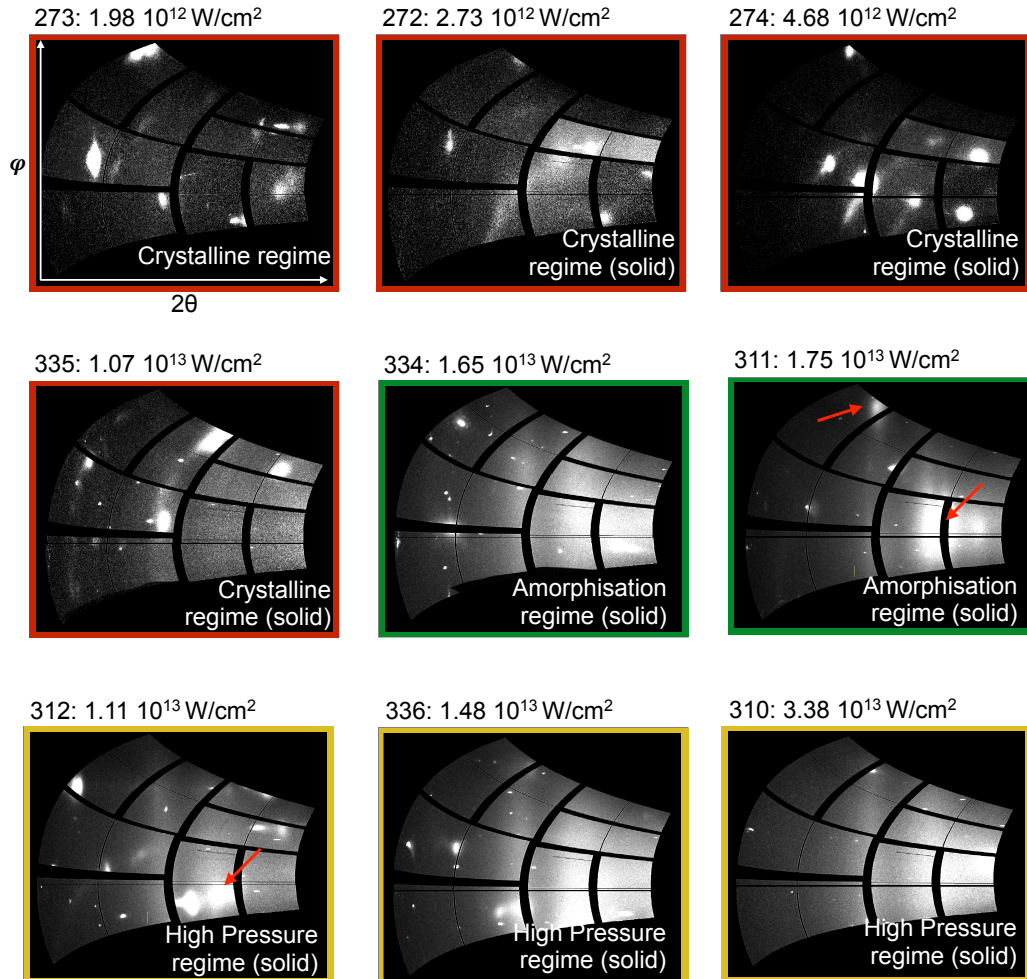 273: 1.98 10¹² W/cm²
272: 2.73 10¹² W/cm²
274: 4.68 10¹² W/cm²
φ
Crystalline regime
2θ
Crystalline
regime (solid)
Crystalline
regime (solid)
335: 1.07 10¹³ W/cm²
334: 1.65 10¹³ W/cm²
311: 1.75 10¹³ W/cm²
Crystalline
regime (solid)
Amorphisation
regime (solid)
Amorphisation
regime (solid)
312: 1.11 10¹³ W/cm²
336: 1.48 10¹³ W/cm²
310: 3.38 10¹³ W/cm²
High Pressure
regime (solid)
High Pressure
regime (solid)
High Pressure
regime (solid)